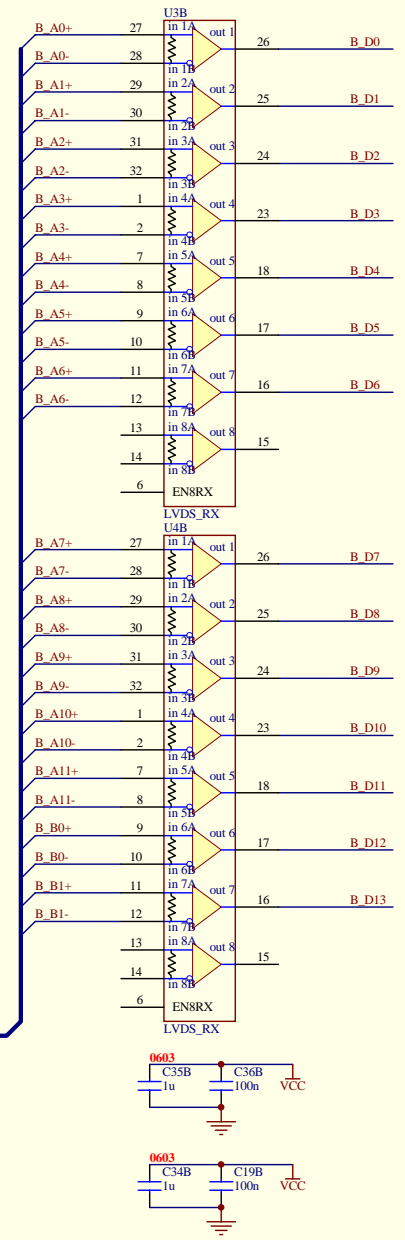 U3B
B_A0+ 27 in 1A out 1 26 B_D0
B_A0- 28 in 1B
B_A1+ 29 in 2A out 2 25 B_D1
B_A1- 30 in 2B
B_A2+ 31 in 3A out 3 24 B_D2
B_A2- 32 in 3B
B_A3+ 1 in 4A out 4 23 B_D3
B_A3- 2 in 4B
B_A4+ 7 in 5A out 5 18 B_D4
B_A4- 8 in 5B
B_A5+ 9 in 6A out 6 17 B_D5
B_A5- 10 in 6B
B_A6+ 11 in 7A out 7 16 B_D6
B_A6- 12 in 7B
13 in 8A out 8 15
14 in 8B
6 EN8RX
LVDS_RX
U4B
B_A7+ 27 in 1A out 1 26 B_D7
B_A7- 28 in 1B
B_A8+ 29 in 2A out 2 25 B_D8
B_A8- 30 in 2B
B_A9+ 31 in 3A out 3 24 B_D9
B_A9- 32 in 3B
B_A10+ 1 in 4A out 4 23 B_D10
B_A10- 2 in 4B
B_A11+ 7 in 5A out 5 18 B_D11
B_A11- 8 in 5B
B_B0+ 9 in 6A out 6 17 B_D12
B_B0- 10 in 6B
B_B1+ 11 in 7A out 7 16 B_D13
B_B1- 12 in 7B
13 in 8A out 8 15
14 in 8B
6 EN8RX
LVDS_RX
0603
C35B C36B
1u 100n VCC
0603
C34B C19B
1u 100n VCC